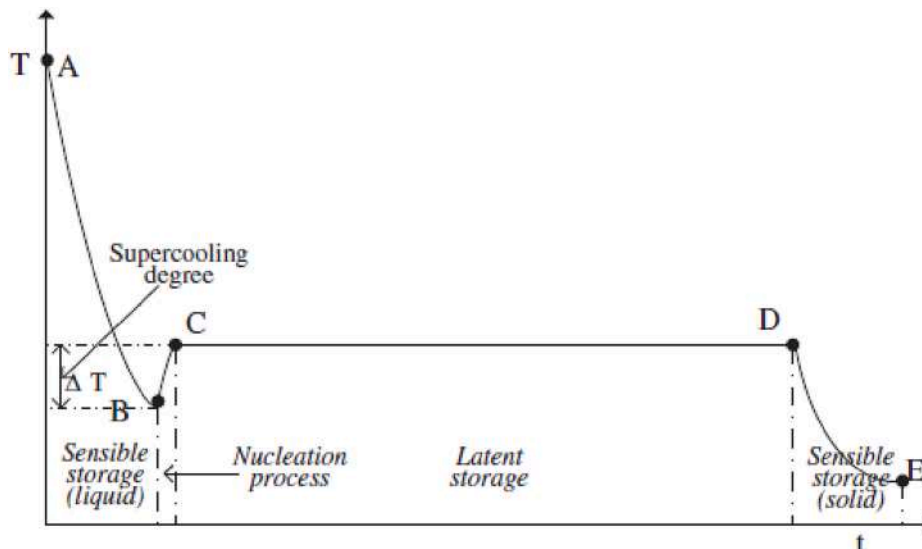 T A
Supercooling
degree
C
D
Δ T
B
Sensible
storage
(liquid)
Nucleation
process
Latent
storage
Sensible
storage
(solid)
E
t